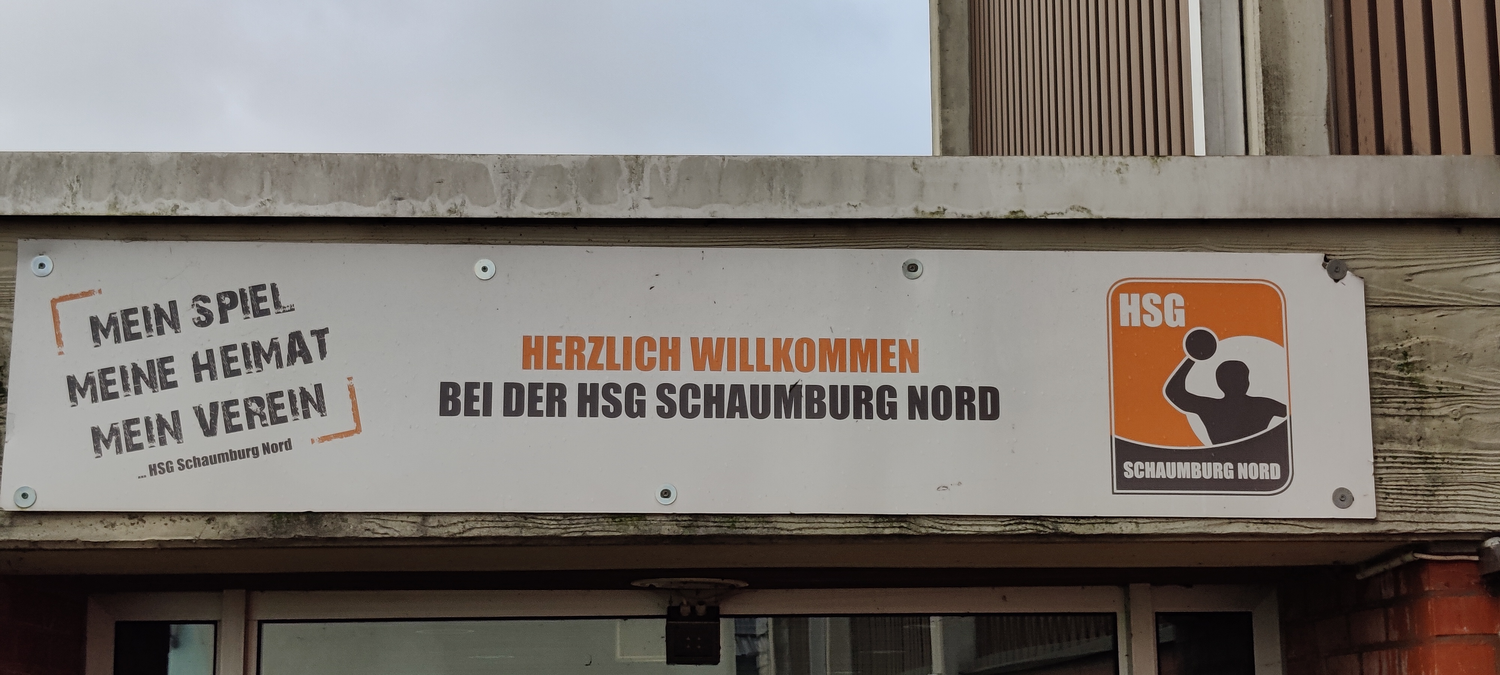 MEIN SPIEL
MEINE HEIMAT
MEIN VEREIN
... HSG Schaumburg Nord
HERZLICH WILLKOMMEN
BEI DER HSG SCHAUMBURG NORD
HSG
SCHAUMBURG NORD